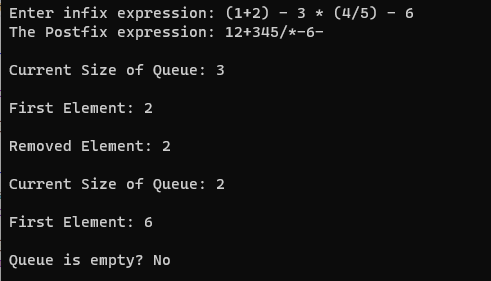 Enter infix expression: (1+2) - 3 * (4/5) - 6
The Postfix expression: 12+345/*-6-
Current Size of Queue: 3
First Element: 2
Removed Element: 2
Current Size of Queue: 2
First Element: 6
Queue is empty? No